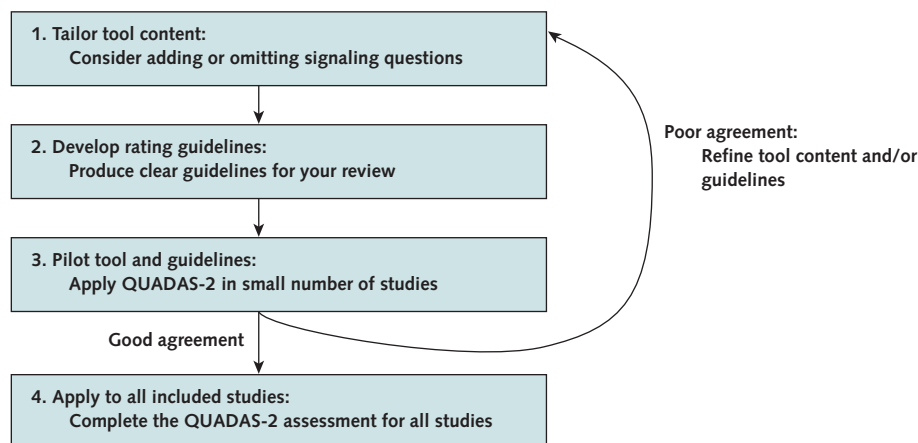 1. Tailor tool content:
Consider adding or omitting signaling questions
2. Develop rating guidelines:
Produce clear guidelines for your review
Poor agreement:
Refine tool content and/or
guidelines
3. Pilot tool and guidelines:
Apply QUADAS-2 in small number of studies
Good agreement
4. Apply to all included studies:
Complete the QUADAS-2 assessment for all studies